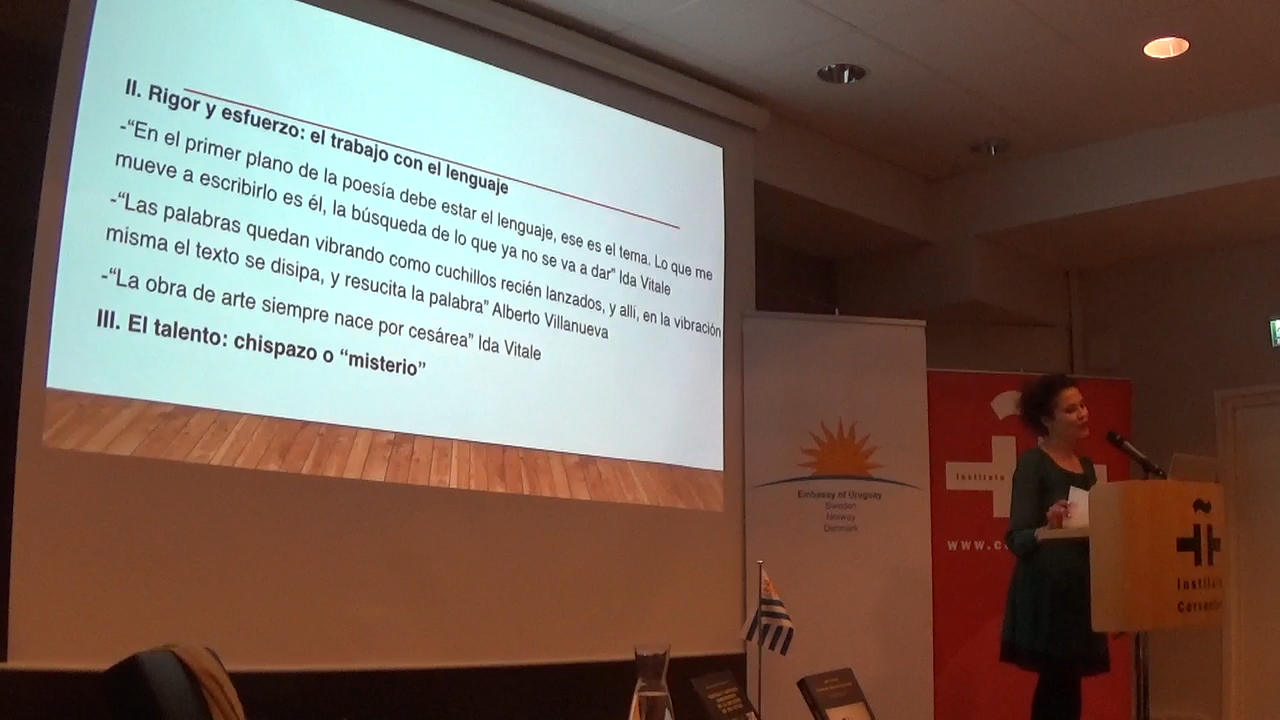 II. Rigor y esfuerzo: el trabajo con el lenguaje
-“En el primer plano de la poesía debe estar el lenguaje, ese es el tema. Lo que me
mueve a escribirlo es él, la búsqueda de lo que ya no se va a dar” Ida Vitale
-“Las palabras quedan vibrando como cuchillos recién lanzados, y allí, en la vibración
misma el texto se disipa, y resucita la palabra” Alberto Villanueva
-“La obra de arte siempre nace por cesárea” Ida Vitale
III. El talento: chispazo o “misterio”
Embassy of Uruguay
Sweden
Norway
Denmark
Instituto
www.c
Instituto
Cervantes